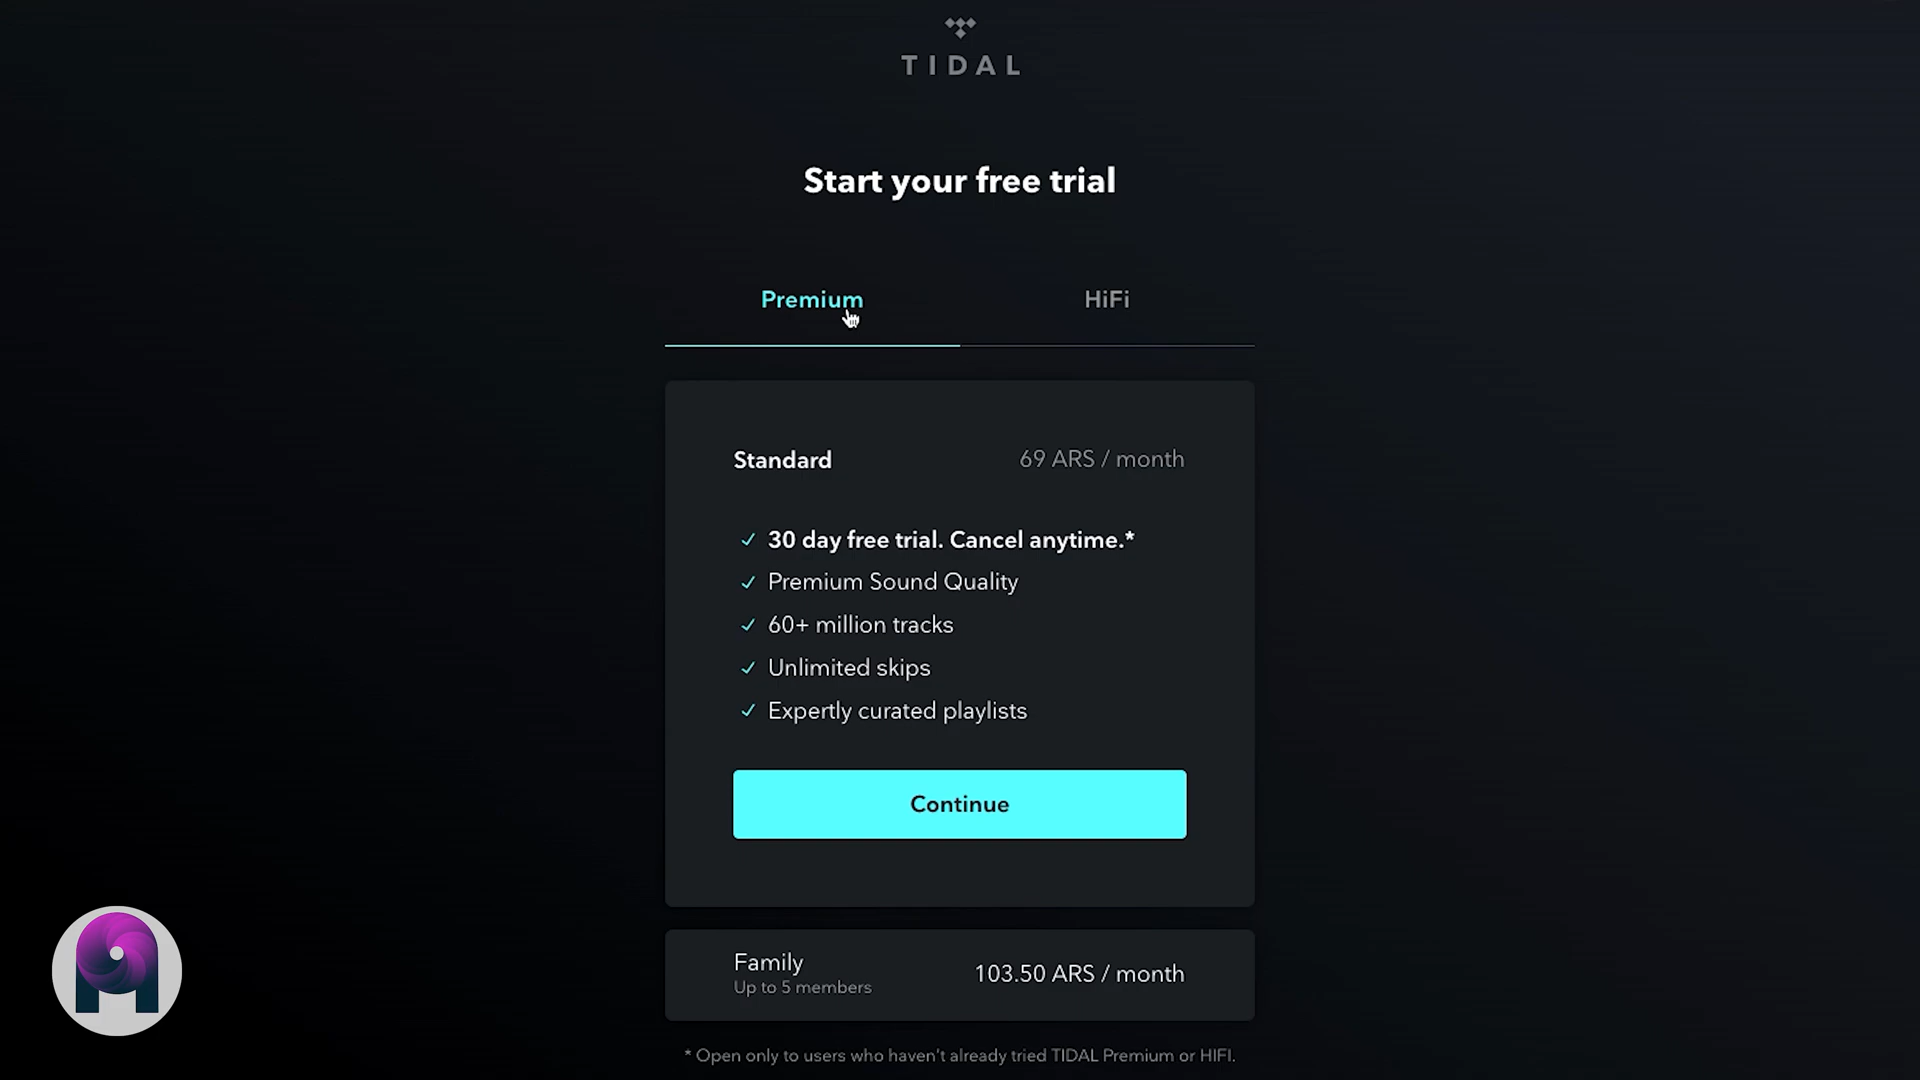 TIDAL
Start your free trial
Premium
HiFi
Standard
69 ARS / month
30 day free trial. Cancel anytime.*
Premium Sound Quality
60+ million tracks
Unlimited skips
Expertly curated playlists
Continue
Family
103.50 ARS / month
Up to 5 members
* Open only to users who haven't already tried TIDAL Premium or HIFI.